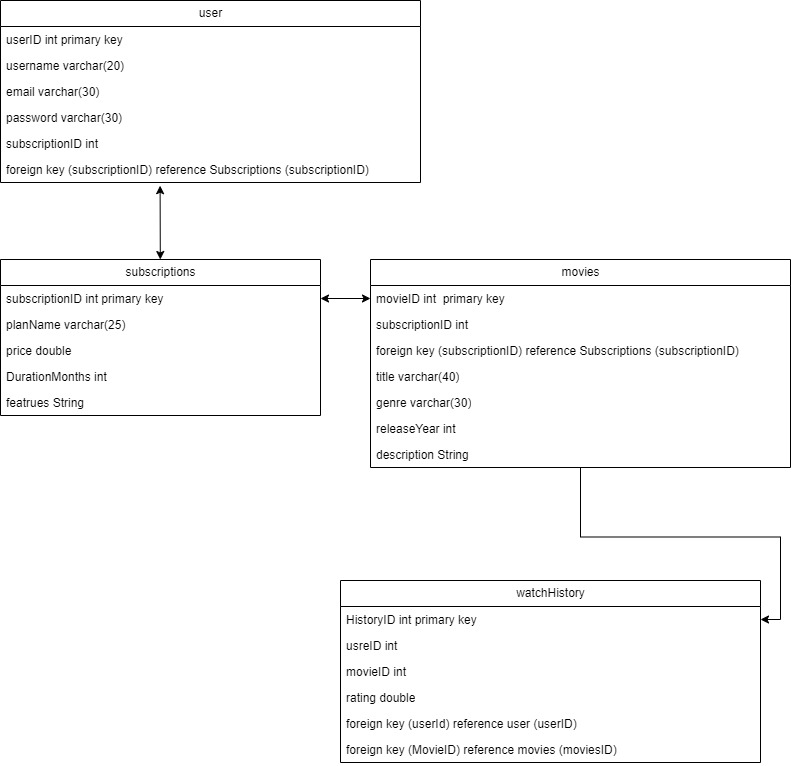 user
userID int primary key
username varchar(20)
email varchar(30)
password varchar(30)
subscriptionID int
foreign key (subscriptionID) reference Subscriptions (subscriptionID)
subscriptions
subscriptionID int primary key
planName varchar(25)
price double
DurationMonths int
featrues String
movies
movieID int  primary key
subscriptionID int
foreign key (subscriptionID) reference Subscriptions (subscriptionID)
title varchar(40)
genre varchar(30)
releaseYear int
description String
watchHistory
HistoryID int primary key
usreID int
movieID int
rating double
foreign key (userId) reference user (userID)
foreign key (MovieID) reference movies (moviesID)